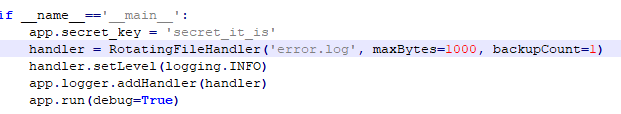 if __name__=='__main__':
    app.secret_key = 'secret_it_is'
    handler = RotatingFileHandler('error.log', maxBytes=1000, backupCount=1)
    handler.setLevel(logging.INFO)
    app.logger.addHandler(handler)
    app.run(debug=True)